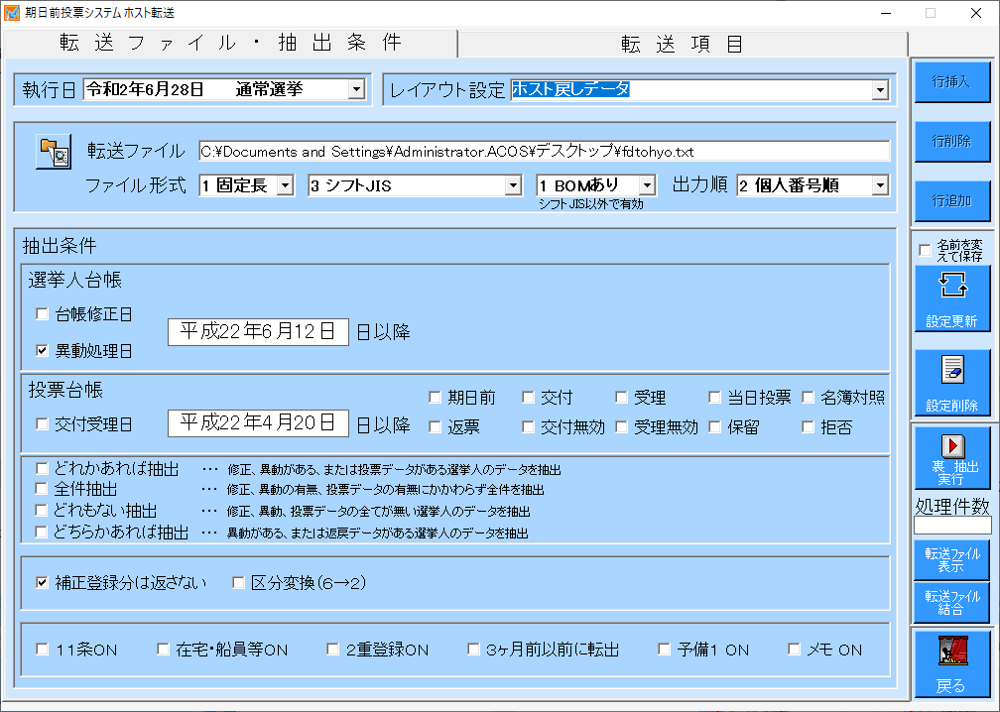 期日前投票システム ホスト転送
転送ファイル・抽出条件
転送項目
執行日 令和2年6月28日 通常選挙
レイアウト設定 ホスト戻しデータ
転送ファイル C:¥Documents and Settings¥Administrator.ACOS¥デスクトップ¥fdtohyo.txt
ファイル形式 1 固定長 3 シフトJIS 1 BOMあり 出力順 2 個人番号順
シフトJIS以外で有効
抽出条件
選挙人台帳
台帳修正日
異動処理日
平成22年6月12日 日以降
投票台帳
交付受理日
平成22年4月20日 日以降
期日前 交付 受理 当日投票 名簿対照
返票 交付無効 受理無効 保留 拒否
どれかあれば抽出 … 修正、異動がある、または投票データがある選挙人のデータを抽出
全件抽出 … 修正、異動の有無、投票データの有無にかかわらず全件を抽出
どれもない抽出 … 修正、異動、投票データの全てが無い選挙人のデータを抽出
どちらかあれば抽出 … 異動がある、または返戻データがある選挙人のデータを抽出
補正登録分は返さない 区分変換(6→2)
11条ON 在宅・船員等ON 2重登録ON 3ヶ月前以前に転出 予備1 ON メモ ON
行挿入
行削除
行追加
名前を変
えて保存
設定更新
設定削除
裏 抽出
実行
処理件数
転送ファイル
表示
転送ファイル
結合
戻る